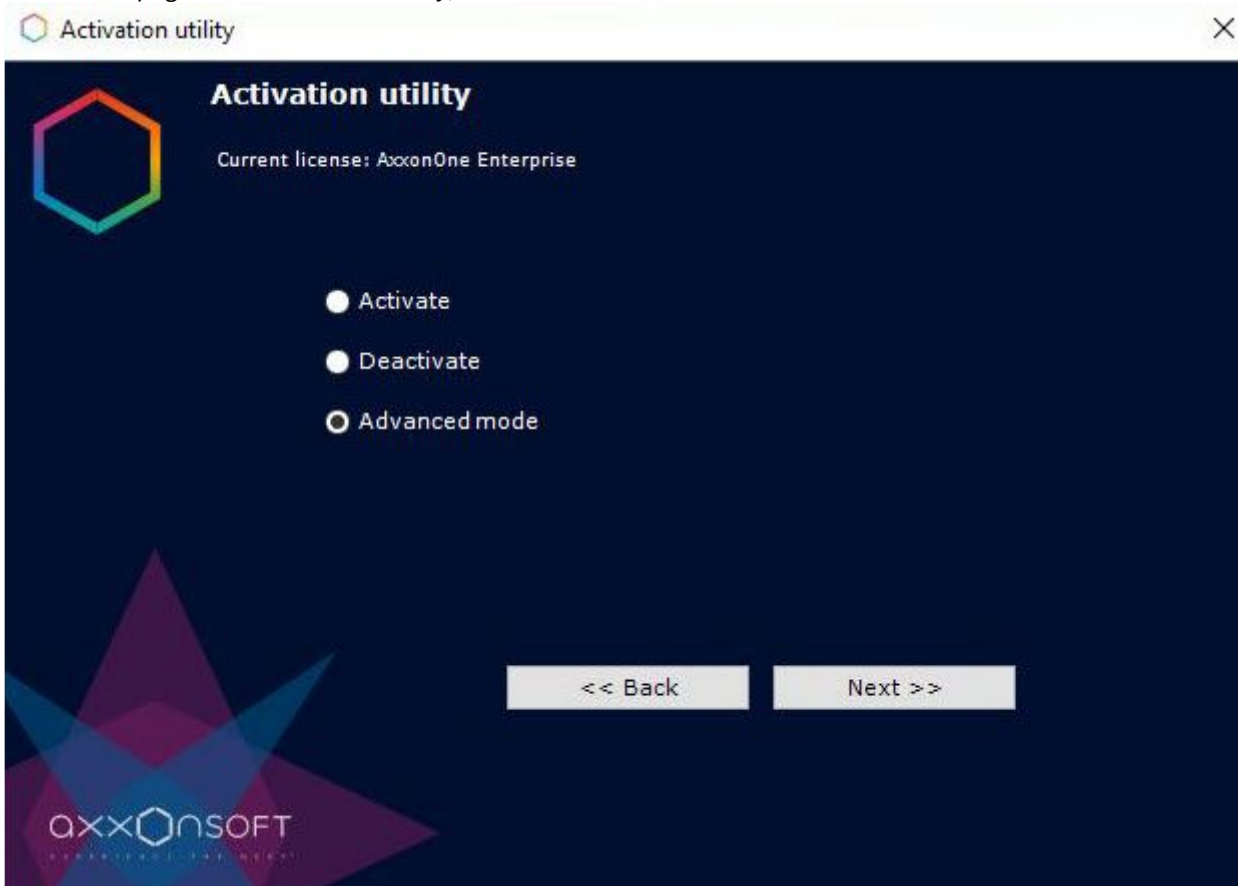 Activation utility
Activation utility
Current license: AxxonOne Enterprise
Activate
Deactivate
Advanced mode
<< Back
Next >>
axxonsoft